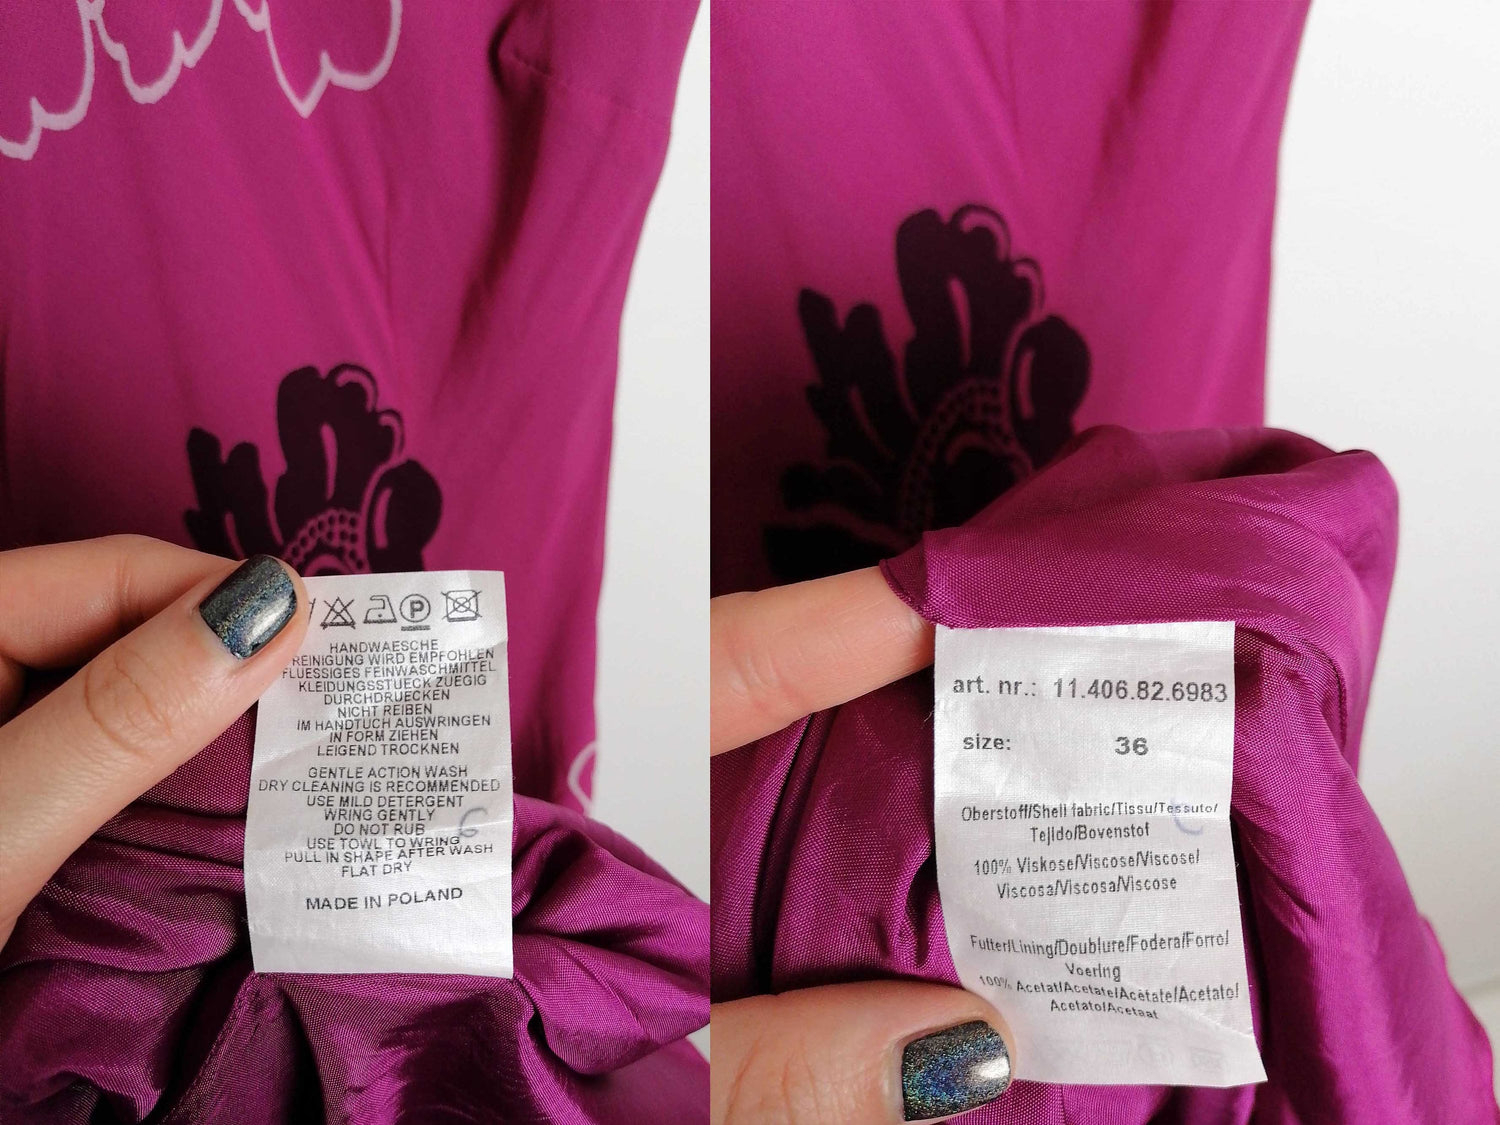 P
HANDWAESCHE
REINIGUNG WIRD EMPFOHLEN
FLUESSIGES FEINWASCHMITTEL
KLEIDUNGSSTUECK ZUEGIG
DURCHDRUECKEN
NICHT REIBEN
IM HANDTUCH AUSWRINGEN
IN FORM ZIEHEN
LEIGEND TROCKNEN
GENTLE ACTION WASH
DRY CLEANING IS RECOMMENDED
USE MILD DETERGENT
WRING GENTLY
DO NOT RUB
USE TOWL TO WRING
PULL IN SHAPE AFTER WASH
FLAT DRY
MADE IN POLAND
art. nr.: 11.406.82.6983
size: 36
Oberstoff/Shell fabric/Tissu/Tessuto/
Tejido/Bovenstof
100% Viskose/Viscose/Viscose/
Viscosa/Viscosa/Viscose
Futter/Lining/Doublure/Fodera/Forro/
Voering
100% Acetat/Acetate/Acétate/Acetato/
Acetato/Acetaat